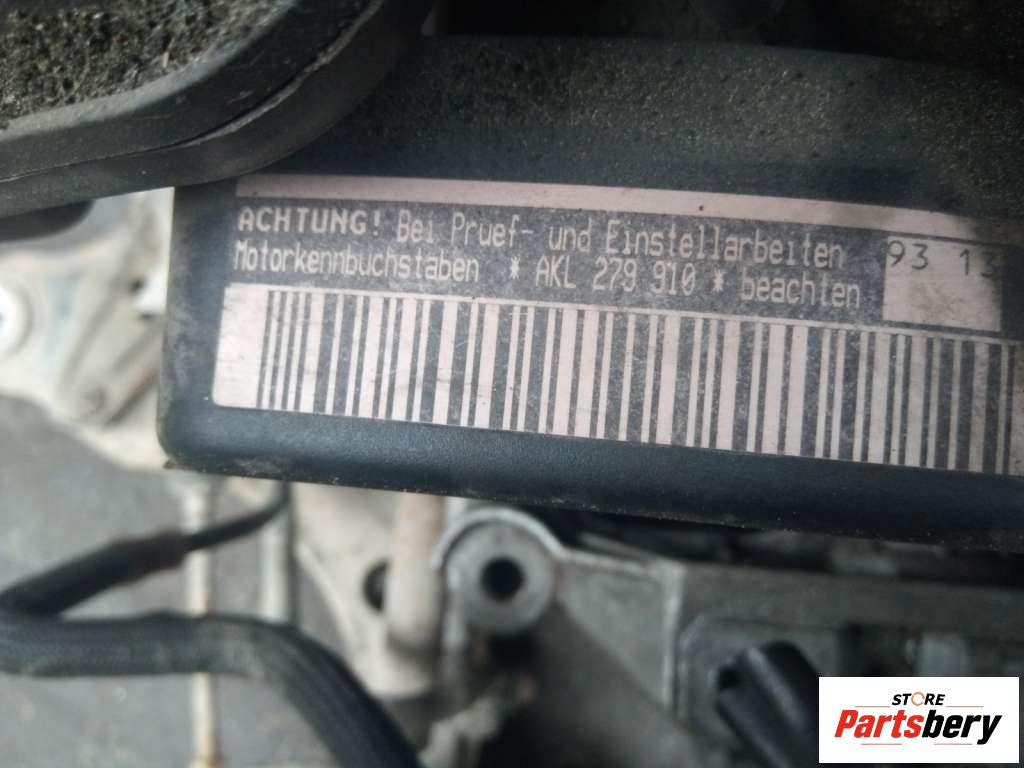 ACHTUNG! Bei Pruef- und Einstellarbeiten
Motorkennbuchstaben * AKL 279 910 * beachten
93 13
STORE
Partsbery